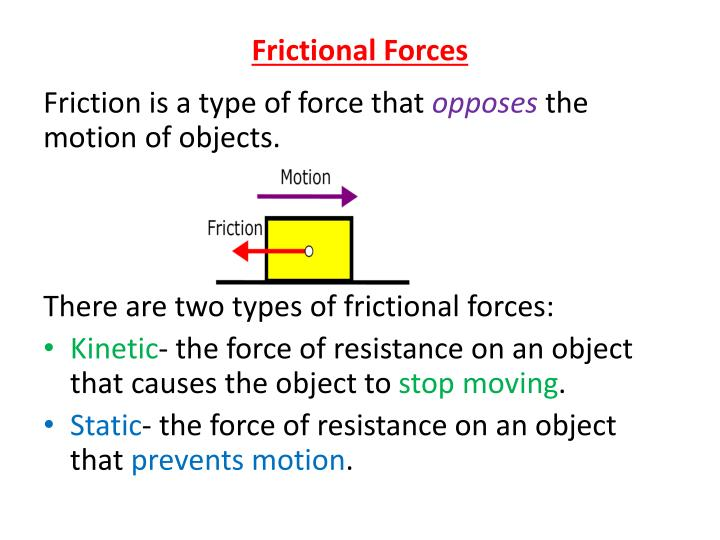 Frictional Forces
Friction is a type of force that opposes the
motion of objects.
Motion
Friction
There are two types of frictional forces:
• Kinetic- the force of resistance on an object
that causes the object to stop moving.
• Static- the force of resistance on an object
that prevents motion.